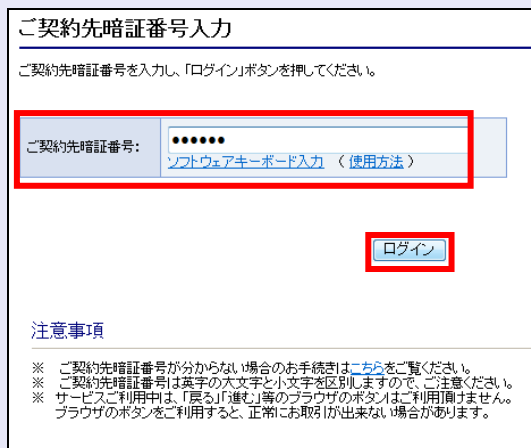 ご契約先暗証番号入力
ご契約先暗証番号を入力し、「ログイン」ボタンを押してください。
ご契約先暗証番号:
••••••
ソフトウェアキーボード入力 （使用方法）
ログイン
注意事項
※ ご契約先暗証番号が分からない場合のお手続きはこちらをご覧ください。
※ ご契約先暗証番号は英字の大文字と小文字を区別しますので、ご注意ください。
※ サービスご利用中は、「戻る」「進む」等のブラウザのボタンはご利用頂けません。
ブラウザのボタンをご利用すると、正常にお取引が出来ない場合があります。